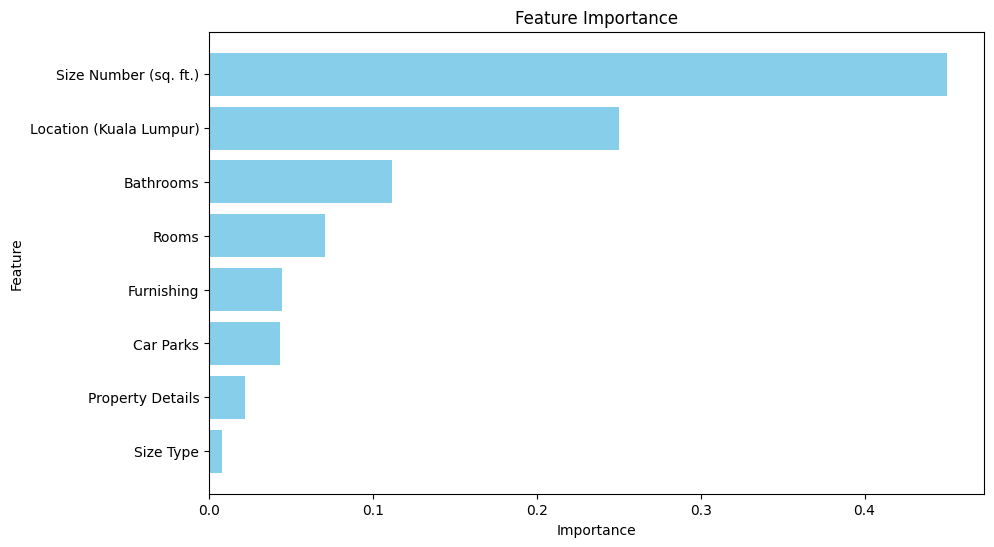 Feature Importance
Size Number (sq. ft.)
Location (Kuala Lumpur)
Bathrooms
Rooms
Furnishing
Car Parks
Property Details
Size Type
Feature
0.0
0.1
0.2
0.3
0.4
Importance